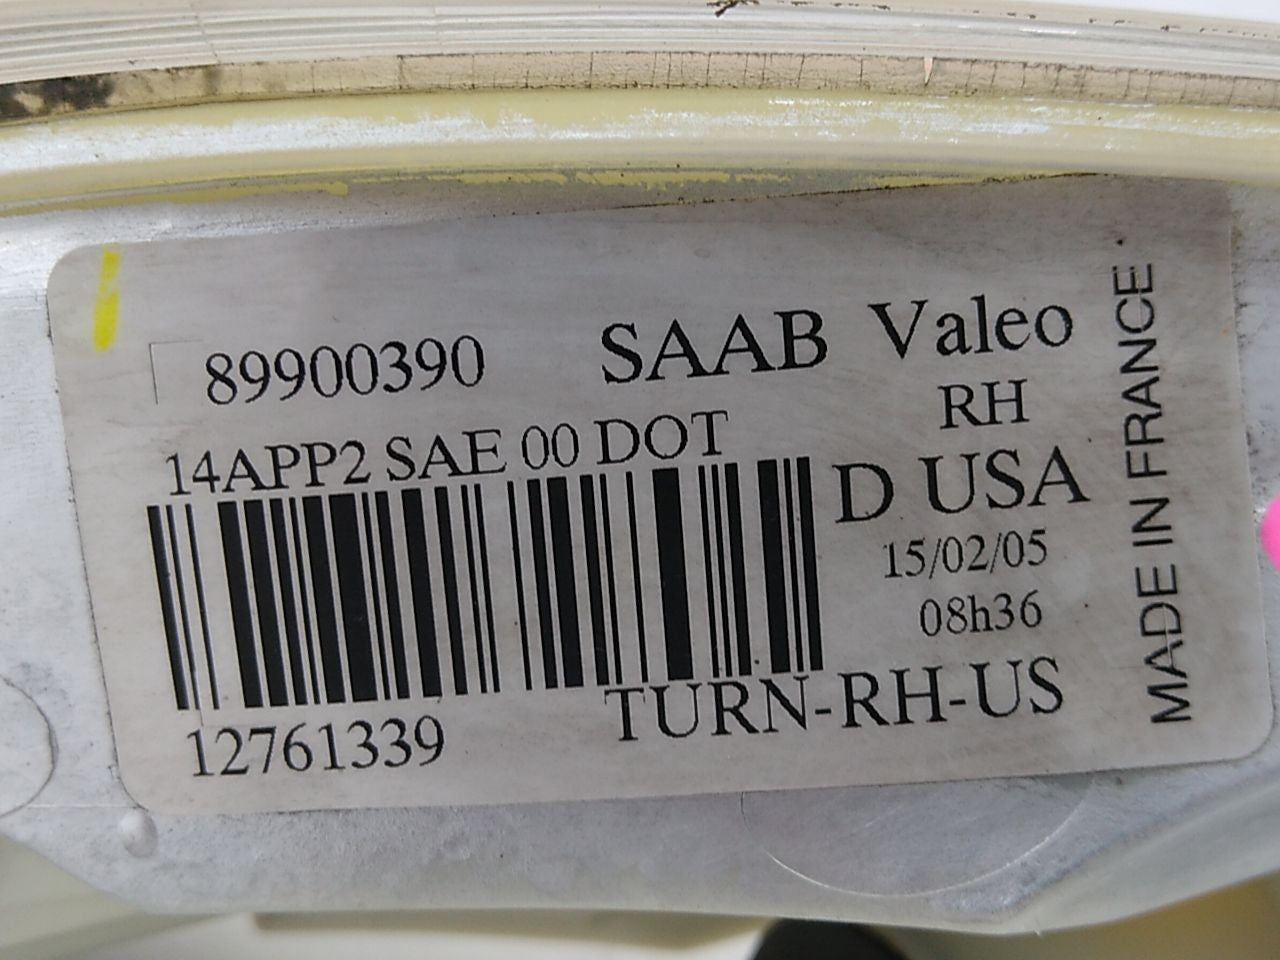 89900390 SAAB Valeo
RH
14APP2 SAE 00 DOT
D USA
15/02/05
08h36
TURN-RH-US
12761339
MADE IN FRANCE